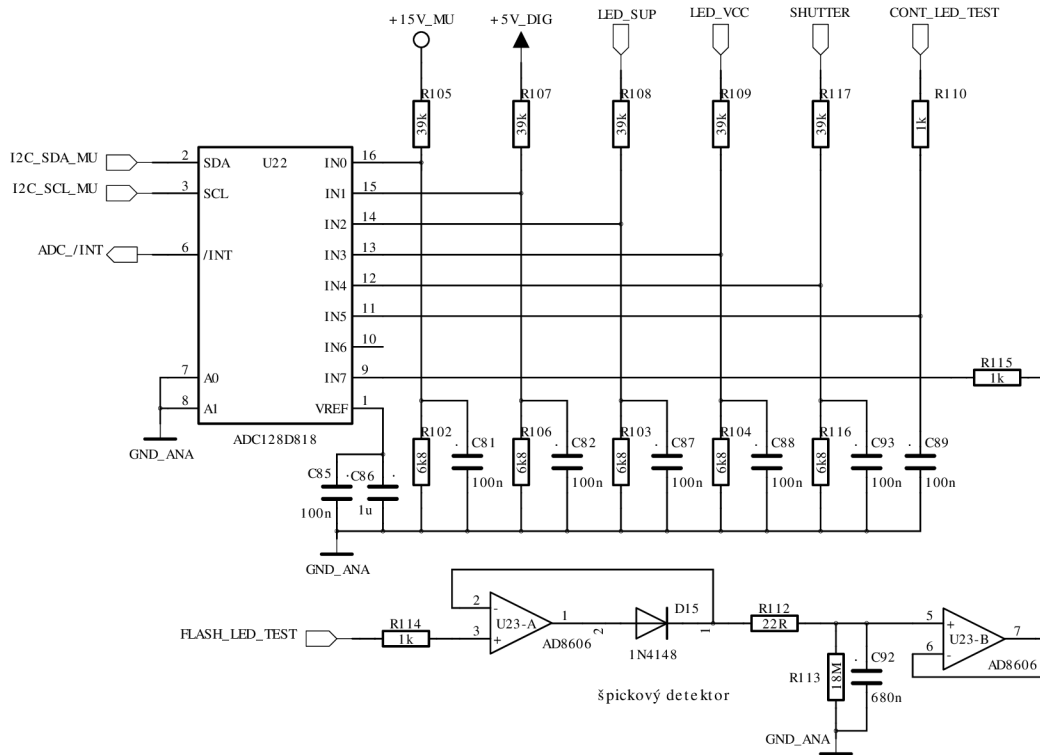 +15V_MU +5V_DIG LED_SUP LED_VCC SHUTTER CONT_LED_TEST
R105 R107 R108 R109 R117 R110
39k 39k 39k 39k 39k 1k
I2C_SDA_MU 2 SDA U22 IN0 16
I2C_SCL_MU 3 SCL IN1 15
IN2 14
ADC_/INT 6 /INT IN3 13
IN4 12
IN5 11
IN6 10
7 A0 IN7 9 R115
1k
8 A1 VREF 1
ADC128D818
GND_ANA
R102 C81 R106 C82 R103 C87 R104 C88 R116 C93 C89
6k8 6k8 6k8 6k8 6k8
100n 100n 100n 100n 100n 100n
C85 C86
100n 1u
GND_ANA
FLASH_LED_TEST R114 2 - U23-A 1 2 D15 1 R112 5 + U23-B 7
1k 3 + AD8606 1N4148 22R 6 - AD8606
R113 18M C92
680n
špickový detektor
GND_ANA